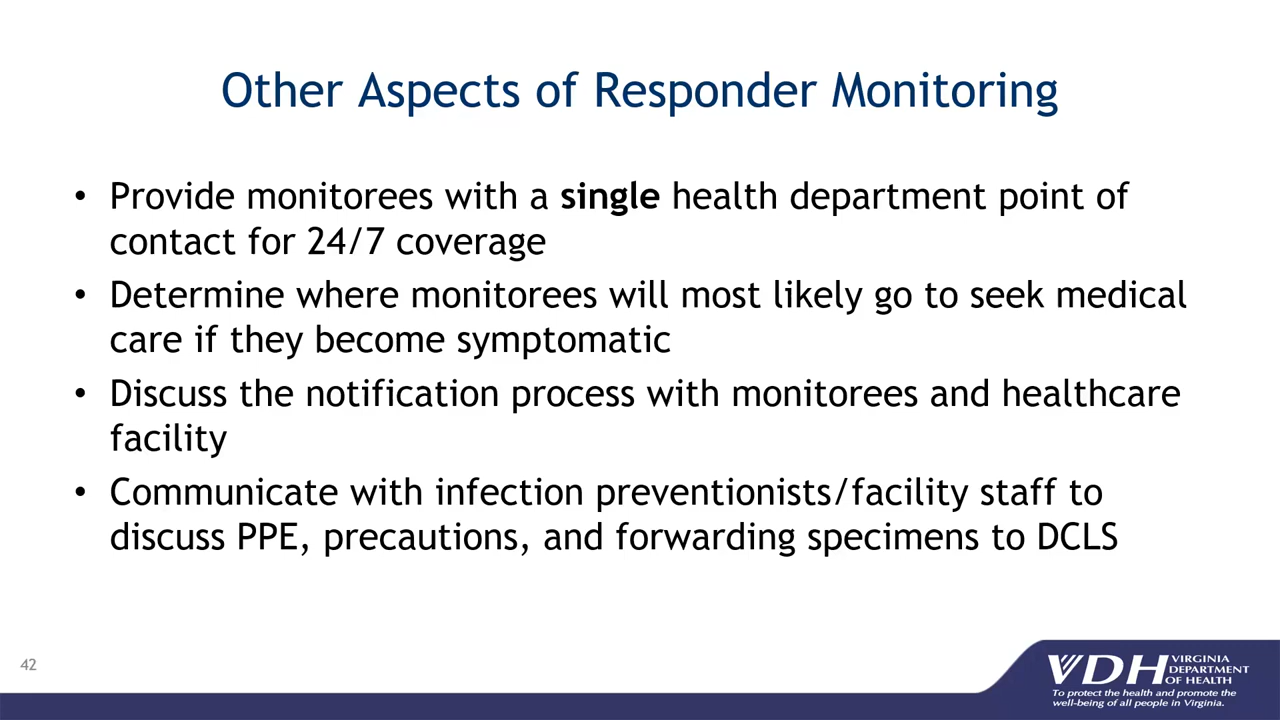 Other Aspects of Responder Monitoring
• Provide monitorees with a single health department point of
contact for 24/7 coverage
• Determine where monitorees will most likely go to seek medical
care if they become symptomatic
• Discuss the notification process with monitorees and healthcare
facility
• Communicate with infection preventionists/facility staff to
discuss PPE, precautions, and forwarding specimens to DCLS
42
VDH VIRGINIA
DEPARTMENT
OF HEALTH
To protect the health and promote the
well-being of all people in Virginia.